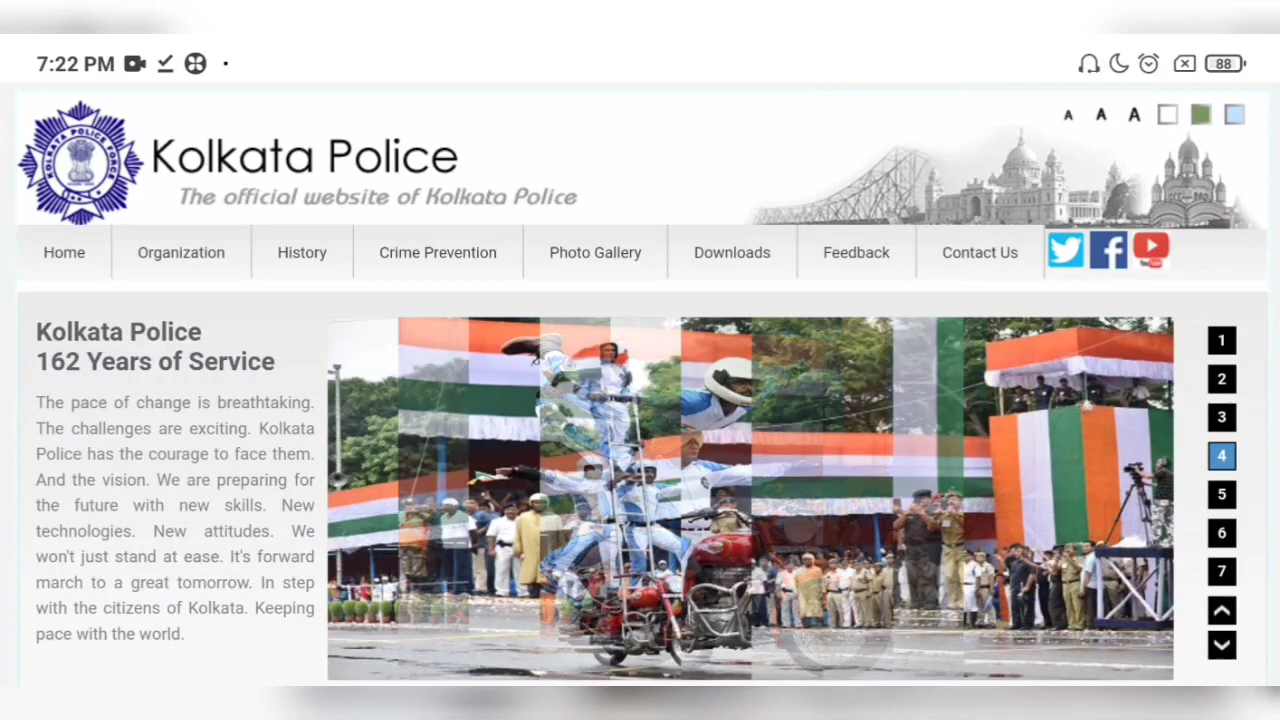 7:22 PM
88
KOLKATA POLICE FORCE
A A A
Kolkata Police
The official website of Kolkata Police
Home
Organization
History
Crime Prevention
Photo Gallery
Downloads
Feedback
Contact Us
Kolkata Police
162 Years of Service
The pace of change is breathtaking.
The challenges are exciting. Kolkata
Police has the courage to face them.
And the vision. We are preparing for
the future with new skills. New
technologies. New attitudes. We
won't just stand at ease. It's forward
march to a great tomorrow. In step
with the citizens of Kolkata. Keeping
pace with the world.
1
2
3
4
5
6
7